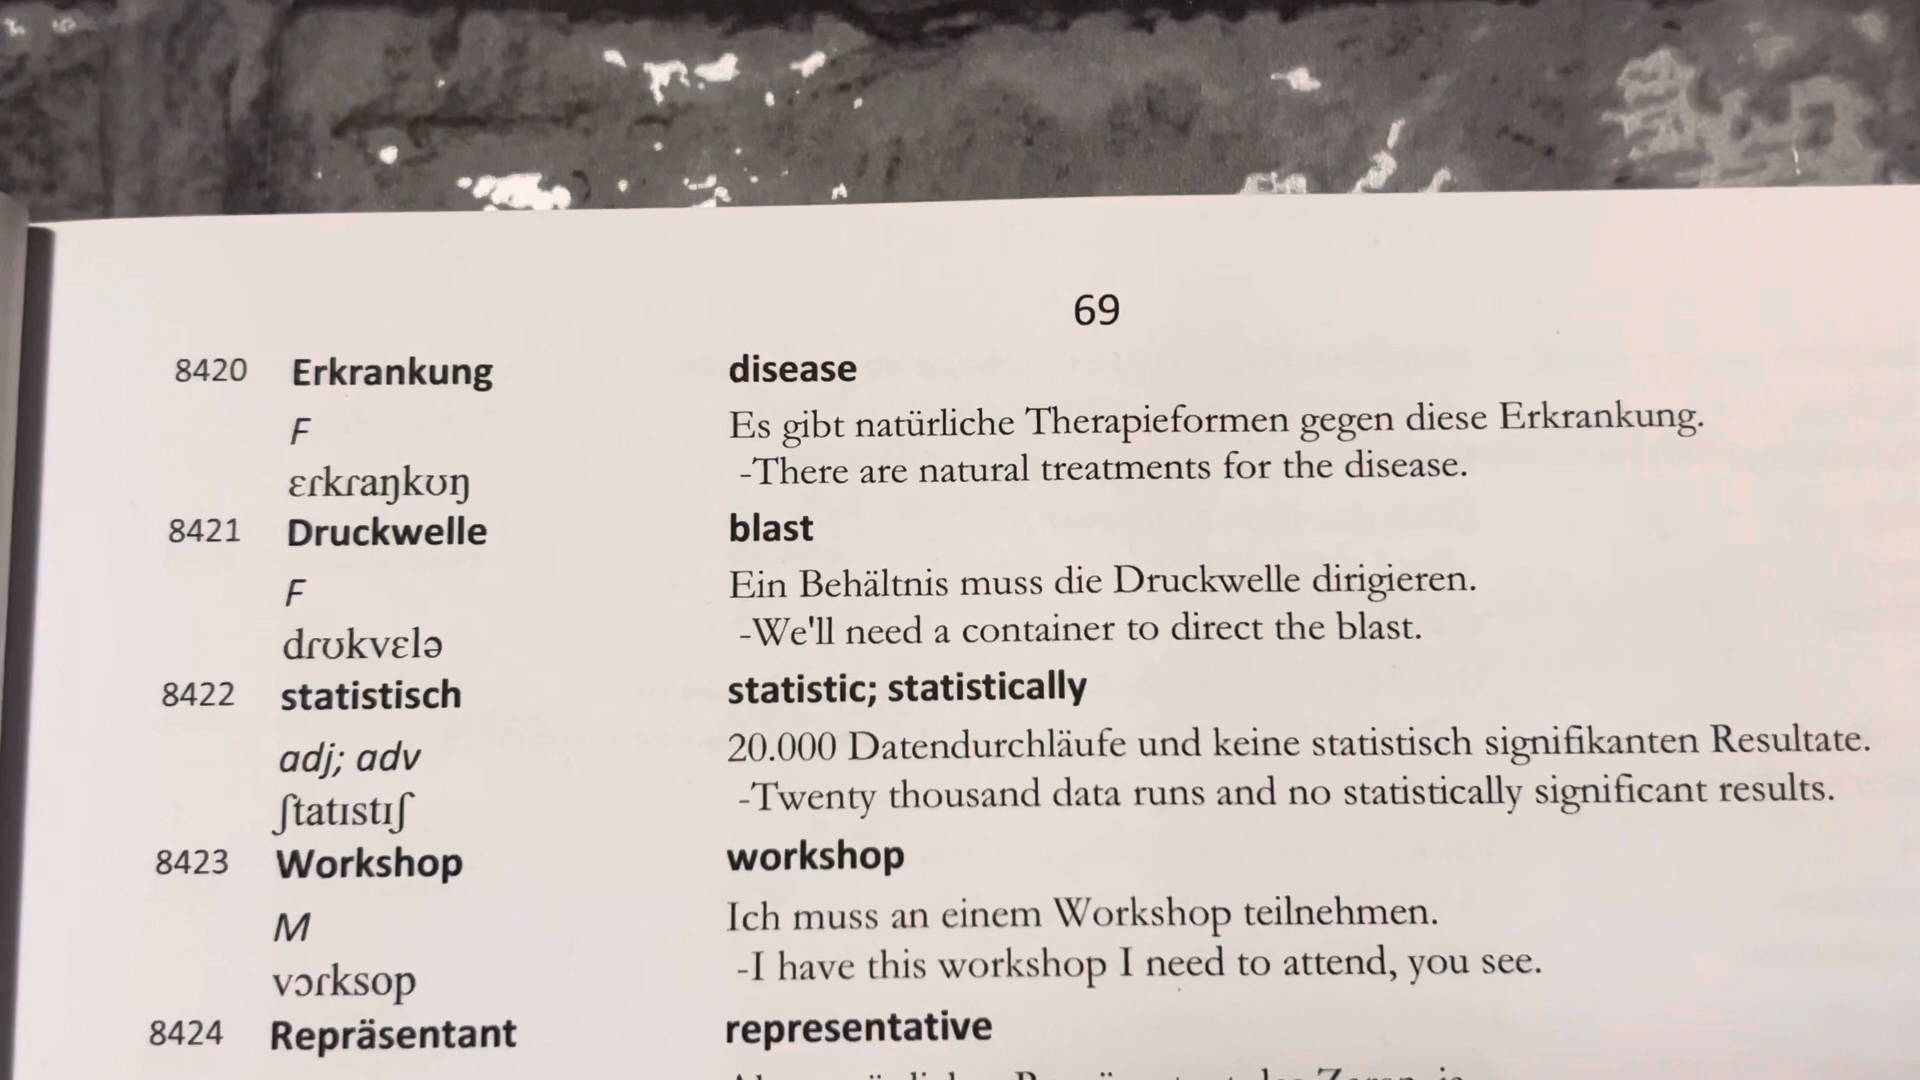 69
8420 Erkrankung disease
F Es gibt natürliche Therapieformen gegen diese Erkrankung.
ɛɾkɾaŋkʊŋ -There are natural treatments for the disease.
8421 Druckwelle blast
F Ein Behältnis muss die Druckwelle dirigieren.
dɾʊkvɛlə -We'll need a container to direct the blast.
8422 statistisch statistic; statistically
adj; adv 20.000 Datendurchläufe und keine statistisch signifikanten Resultate.
ʃtatɪstɪʃ -Twenty thousand data runs and no statistically significant results.
8423 Workshop workshop
M Ich muss an einem Workshop teilnehmen.
vɔɾksop -I have this workshop I need to attend, you see.
8424 Repräsentant representative